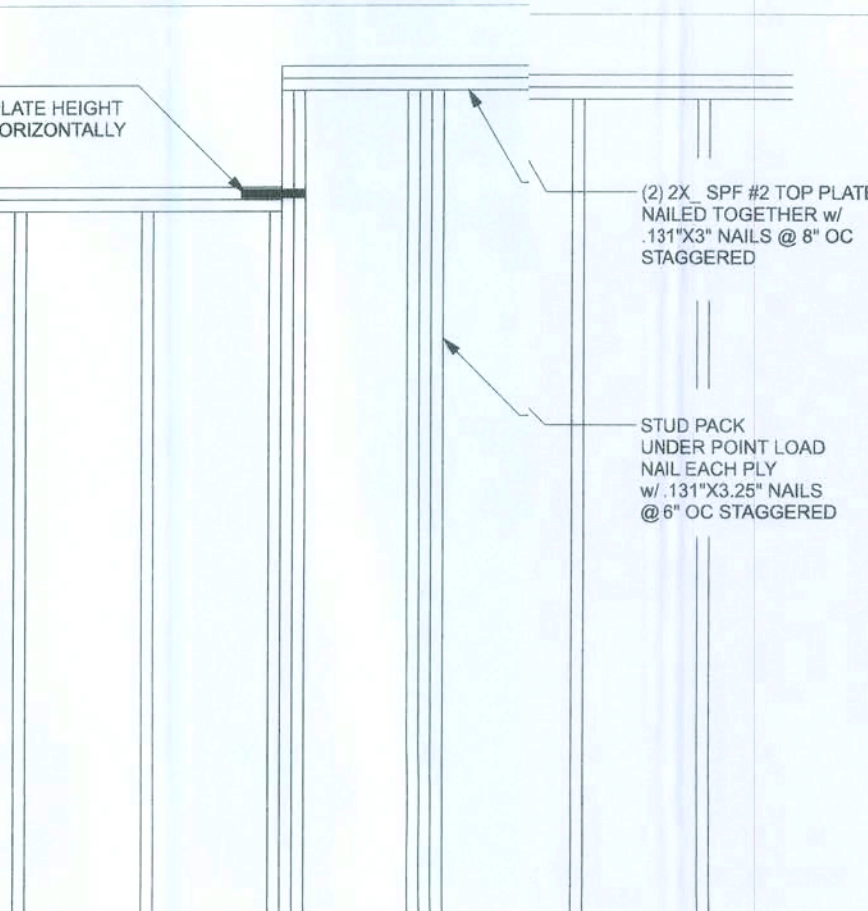 LATE HEIGHT
ORIZONTALLY
(2) 2X_ SPF #2 TOP PLATE
NAILED TOGETHER w/
.131"X3" NAILS @ 8" OC
STAGGERED
STUD PACK
UNDER POINT LOAD
NAIL EACH PLY
w/ .131"X3.25" NAILS
@ 6" OC STAGGERED